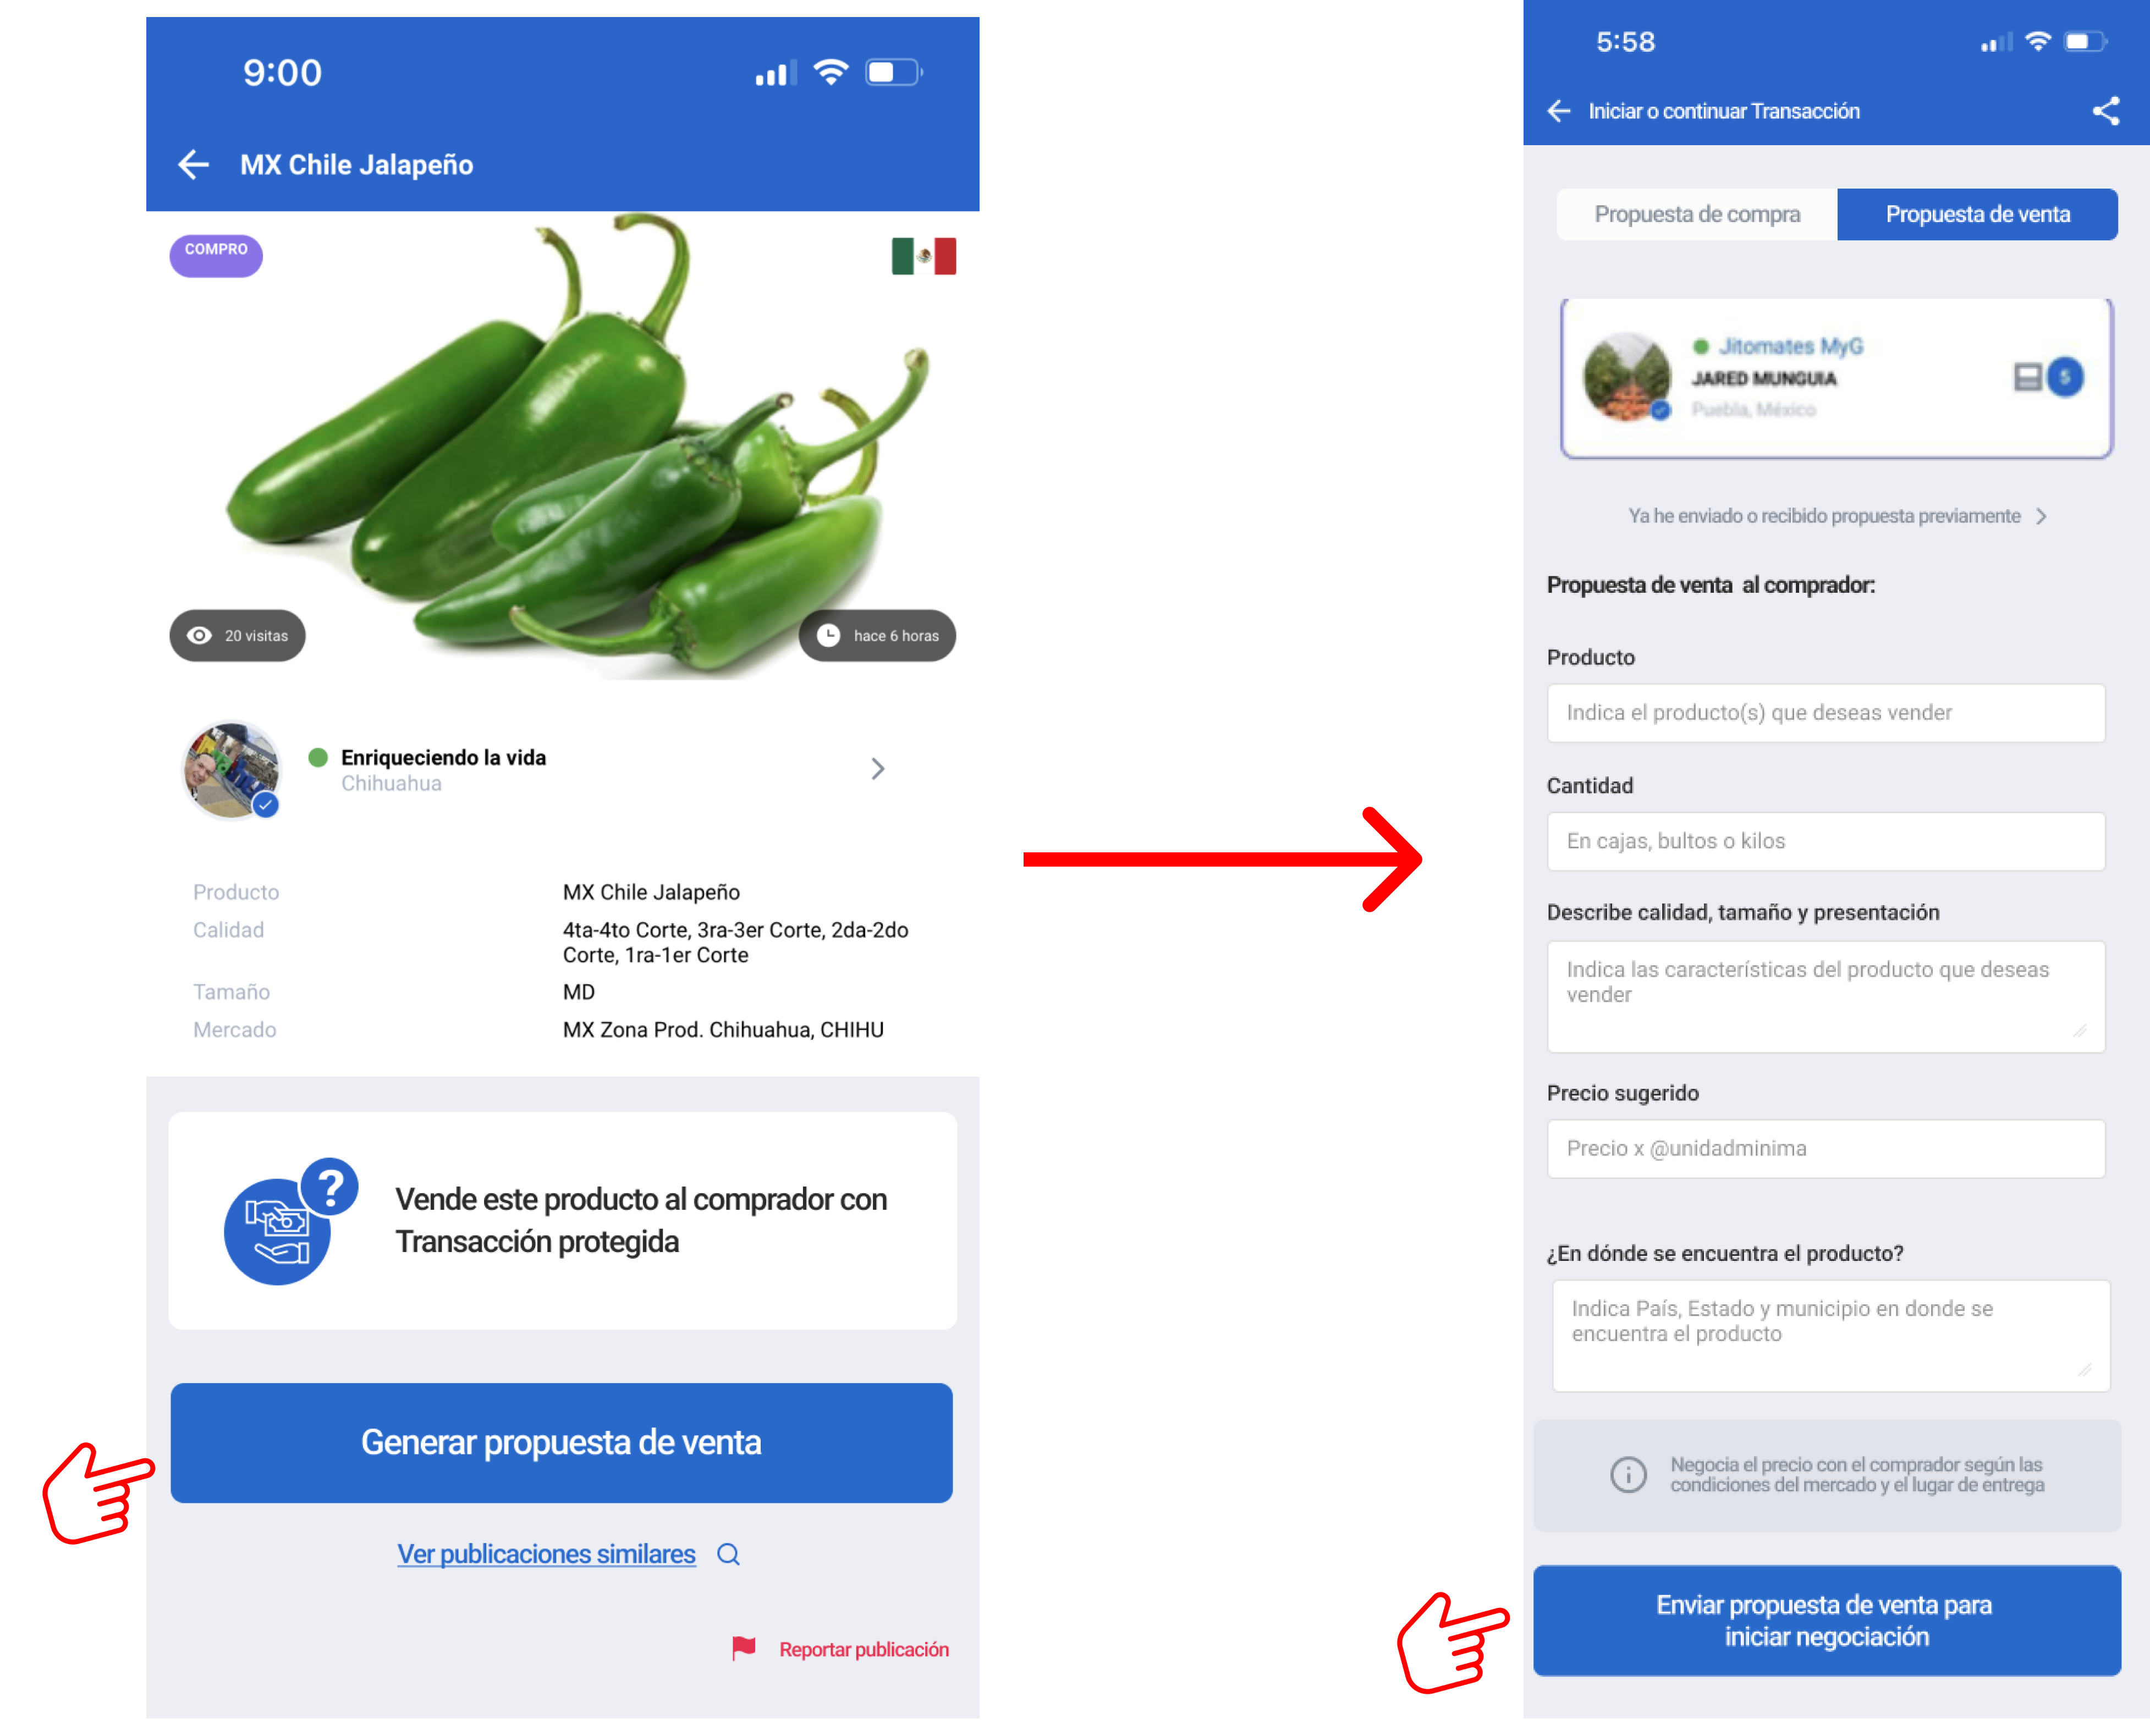 9:00
MX Chile Jalapeño
COMPRO
20 visitas
hace 6 horas
Enriqueciendo la vida
Chihuahua
Producto
MX Chile Jalapeño
Calidad
4ta-4to Corte, 3ra-3er Corte, 2da-2do
Corte, 1ra-1er Corte
Tamaño
MD
Mercado
MX Zona Prod. Chihuahua, CHIHU
?
Vende este producto al comprador con
Transacción protegida
Generar propuesta de venta
Ver publicaciones similares
Reportar publicación
5:58
Iniciar o continuar Transacción
Propuesta de compra
Propuesta de venta
Jitomates MyG
JARED MUNGUIA
Puebla, México
5
Ya he enviado o recibido propuesta previamente
Propuesta de venta al comprador:
Producto
Indica el producto(s) que deseas vender
Cantidad
En cajas, bultos o kilos
Describe calidad, tamaño y presentación
Indica las características del producto que deseas
vender
Precio sugerido
Precio x @unidadminima
¿En dónde se encuentra el producto?
Indica País, Estado y municipio en donde se
encuentra el producto
Negocia el precio con el comprador según las
condiciones del mercado y el lugar de entrega
Enviar propuesta de venta para
iniciar negociación